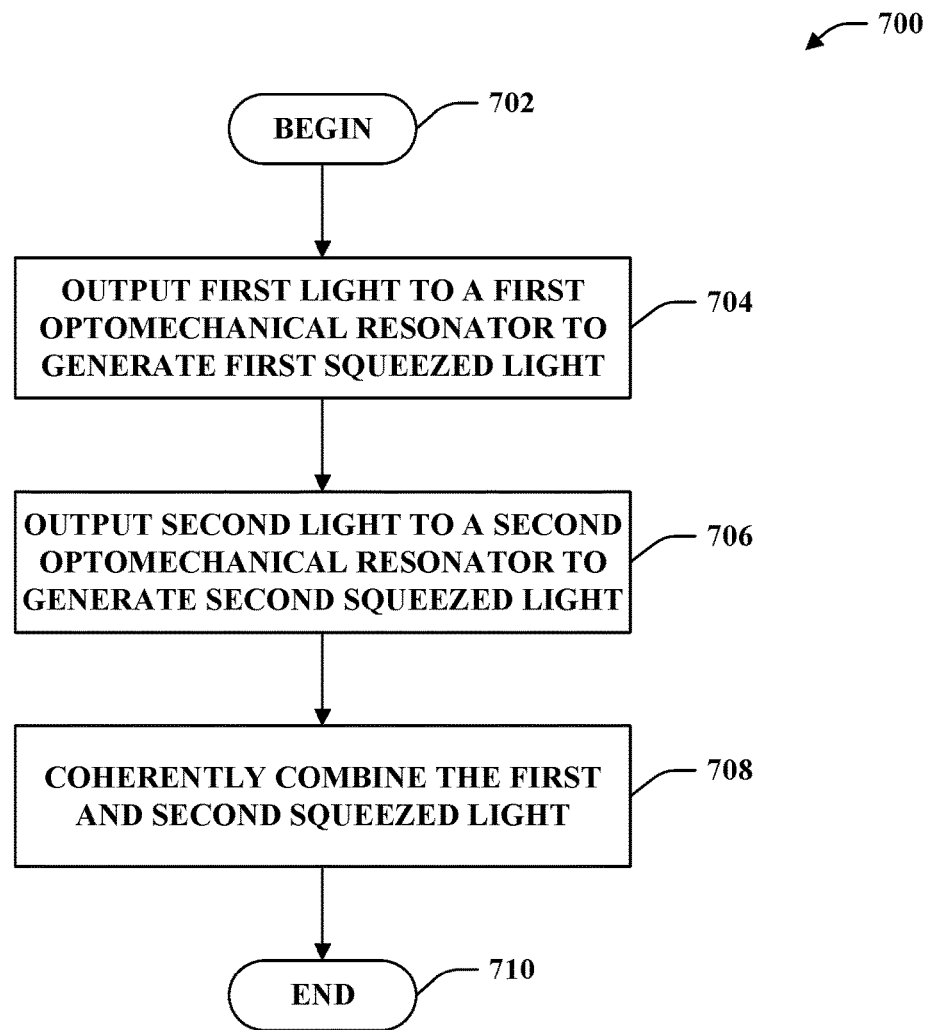 700
BEGIN
702
OUTPUT FIRST LIGHT TO A FIRST
OPTOMECHANICAL RESONATOR TO
GENERATE FIRST SQUEEZED LIGHT
704
OUTPUT SECOND LIGHT TO A SECOND
OPTOMECHANICAL RESONATOR TO
GENERATE SECOND SQUEEZED LIGHT
706
COHERENTLY COMBINE THE FIRST
AND SECOND SQUEEZED LIGHT
708
END
710